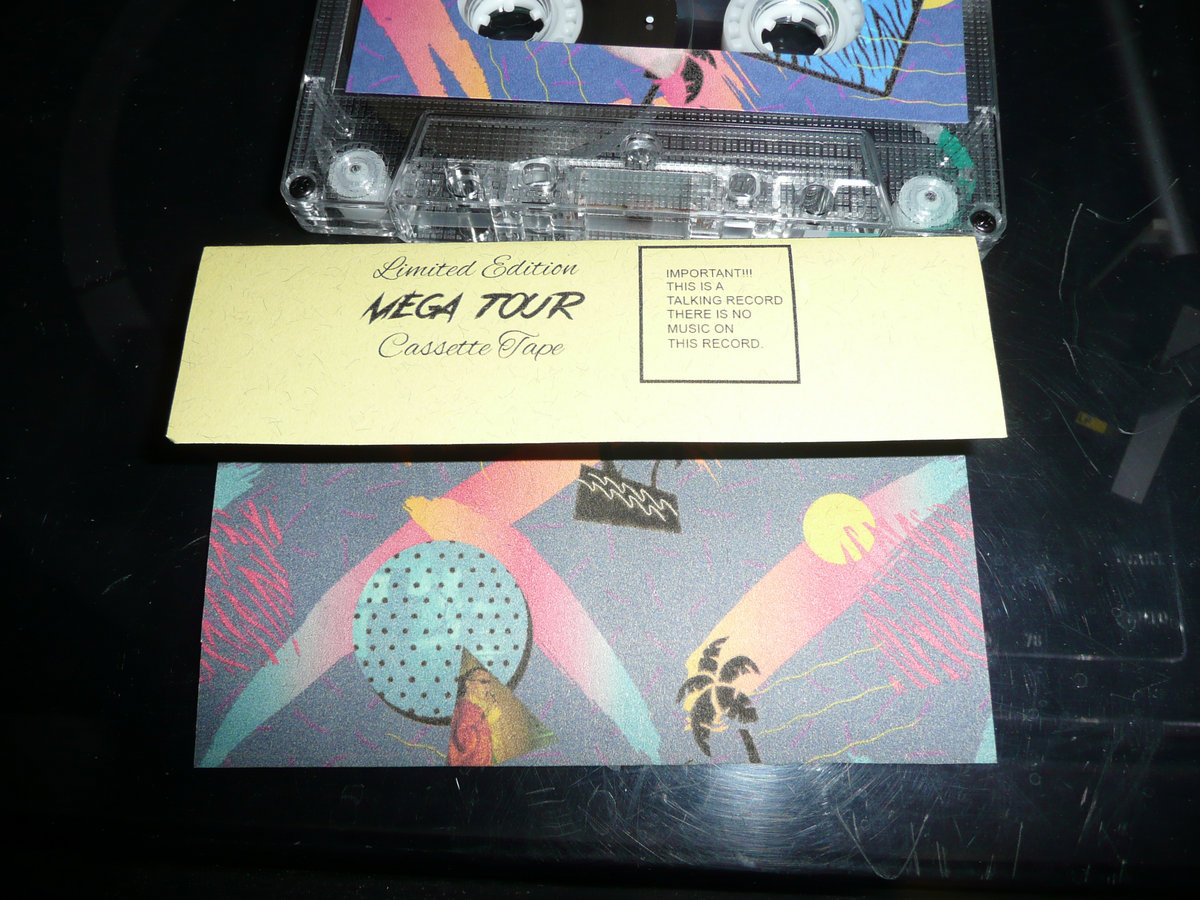 Limited Edition
MEGA TOUR
Cassette Tape
IMPORTANT!!!
THIS IS A
TALKING RECORD
THERE IS NO
MUSIC ON
THIS RECORD.